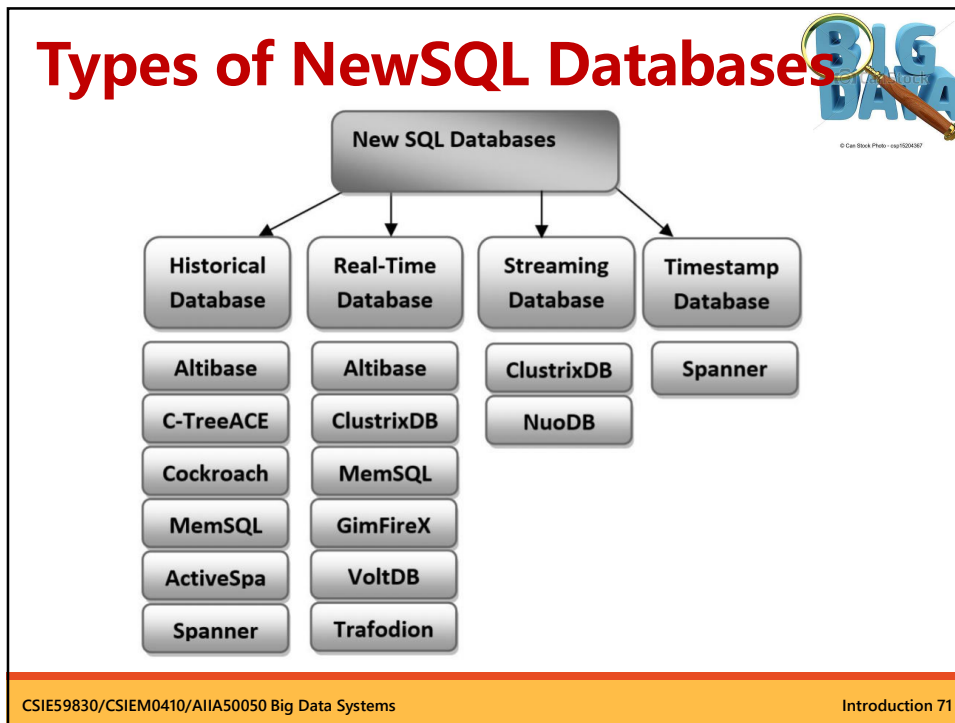 Types of NewSQL Databases
BIG
DATA
© Can Stock Photo - csp15204367
New SQL Databases
Historical
Database
Real-Time
Database
Streaming
Database
Timestamp
Database
Altibase
C-TreeACE
Cockroach
MemSQL
ActiveSpa
Spanner
Altibase
ClustrixDB
MemSQL
GimFireX
VoltDB
Trafodion
ClustrixDB
NuoDB
Spanner
CSIE59830/CSIEM0410/AIIA50050 Big Data Systems
Introduction 71